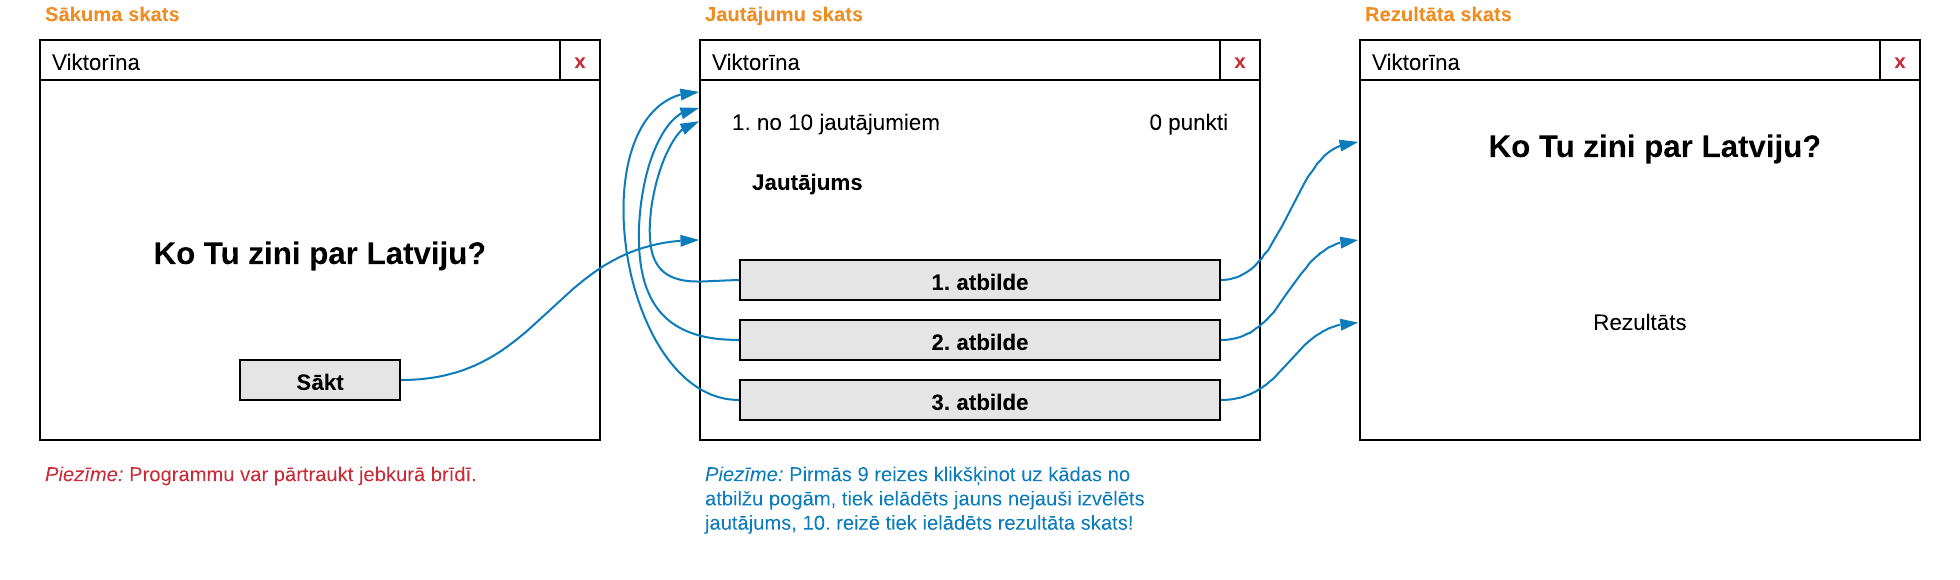 Sākuma skats
Viktorīna
x
Ko Tu zini par Latviju?
Sākt
Piezīme: Programmu var pārtraukt jebkurā brīdī.
Jautājumu skats
Viktorīna
x
1. no 10 jautājumiem
0 punkti
Jautājums
1. atbilde
2. atbilde
3. atbilde
Piezīme: Pirmās 9 reizes klikšķinot uz kādas no
atbilžu pogām, tiek ielādēts jauns nejauši izvēlēts
jautājums, 10. reizē tiek ielādēts rezultāta skats!
Rezultāta skats
Viktorīna
x
Ko Tu zini par Latviju?
Rezultāts